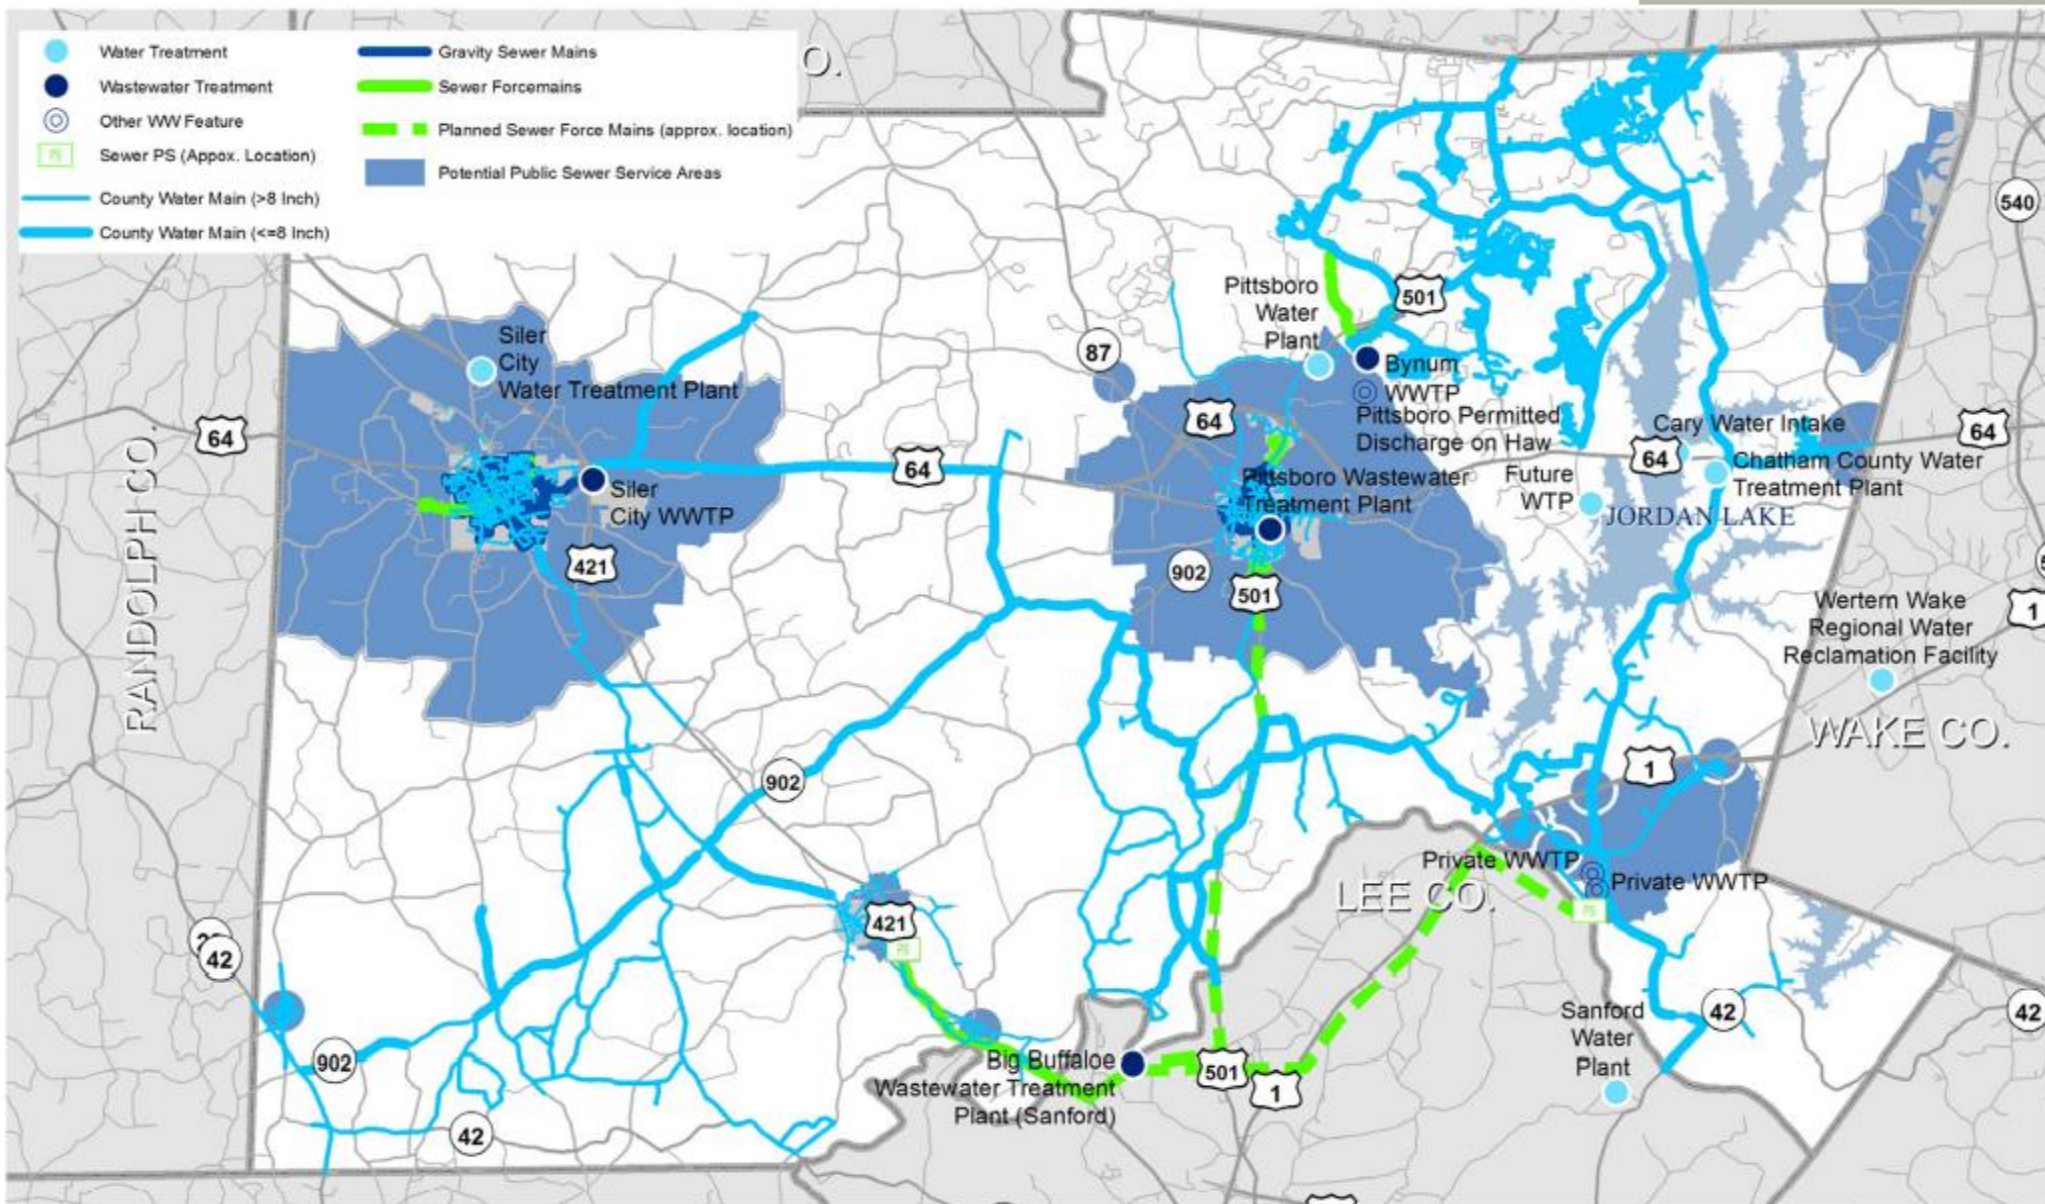 Water Treatment
Wastewater Treatment
Other WW Feature
PS
Sewer PS (Appox. Location)
County Water Main (>8 Inch)
County Water Main (<=8 Inch)
Gravity Sewer Mains
Sewer Forcemains
Planned Sewer Force Mains (approx. location)
Potential Public Sewer Service Areas
O.
540
Pittsboro
Water
Plant
501
87
Siler
City
Water Treatment Plant
Bynum
WWTP
64
64
Pittsboro Permitted
Discharge on Haw
Cary Water Intake
64
64
64
Chatham County Water
Treatment Plant
Future
WTP
JORDAN LAKE
Pittsboro Wastewater
Treatment Plant
Siler
City WWTP
RANDOLPH CO.
421
902
501
Wertern Wake
Regional Water
Reclamation Facility
1
WAKE CO.
1
902
Private WWTP
Private WWTP
LEE CO.
PS
421
PS
42
902
42
Big Buffaloe
Wastewater Treatment
Plant (Sanford)
501
1
Sanford
Water
Plant
42
42